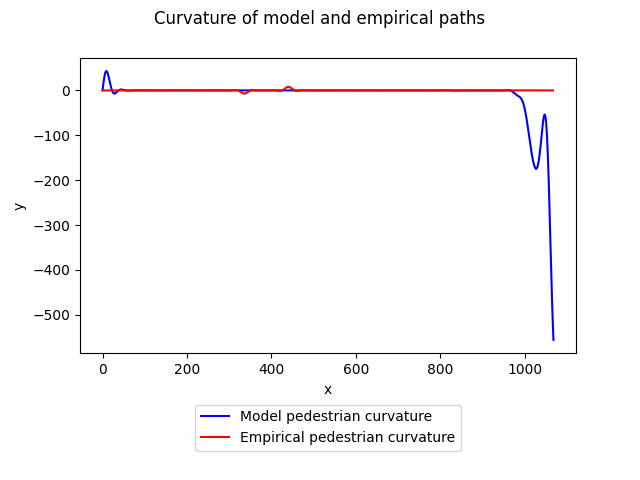 Curvature of model and empirical paths
0
−100
−200
−300
−400
−500
y
0 200 400 600 800 1000
x
Model pedestrian curvature
Empirical pedestrian curvature